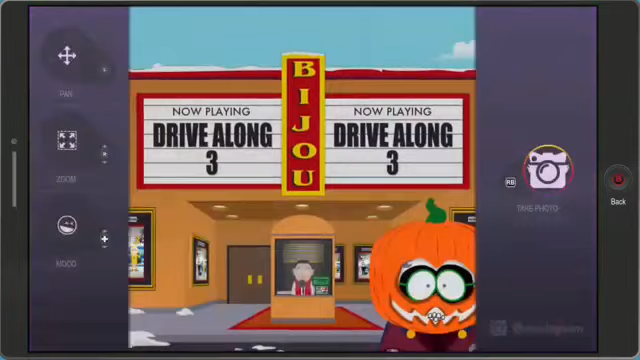 PAN
ZOOM
MOOD
NOW PLAYING
DRIVE ALONG
3
BIJOU
NOW PLAYING
DRIVE ALONG
3
RB
TAKE PHOTO
Back